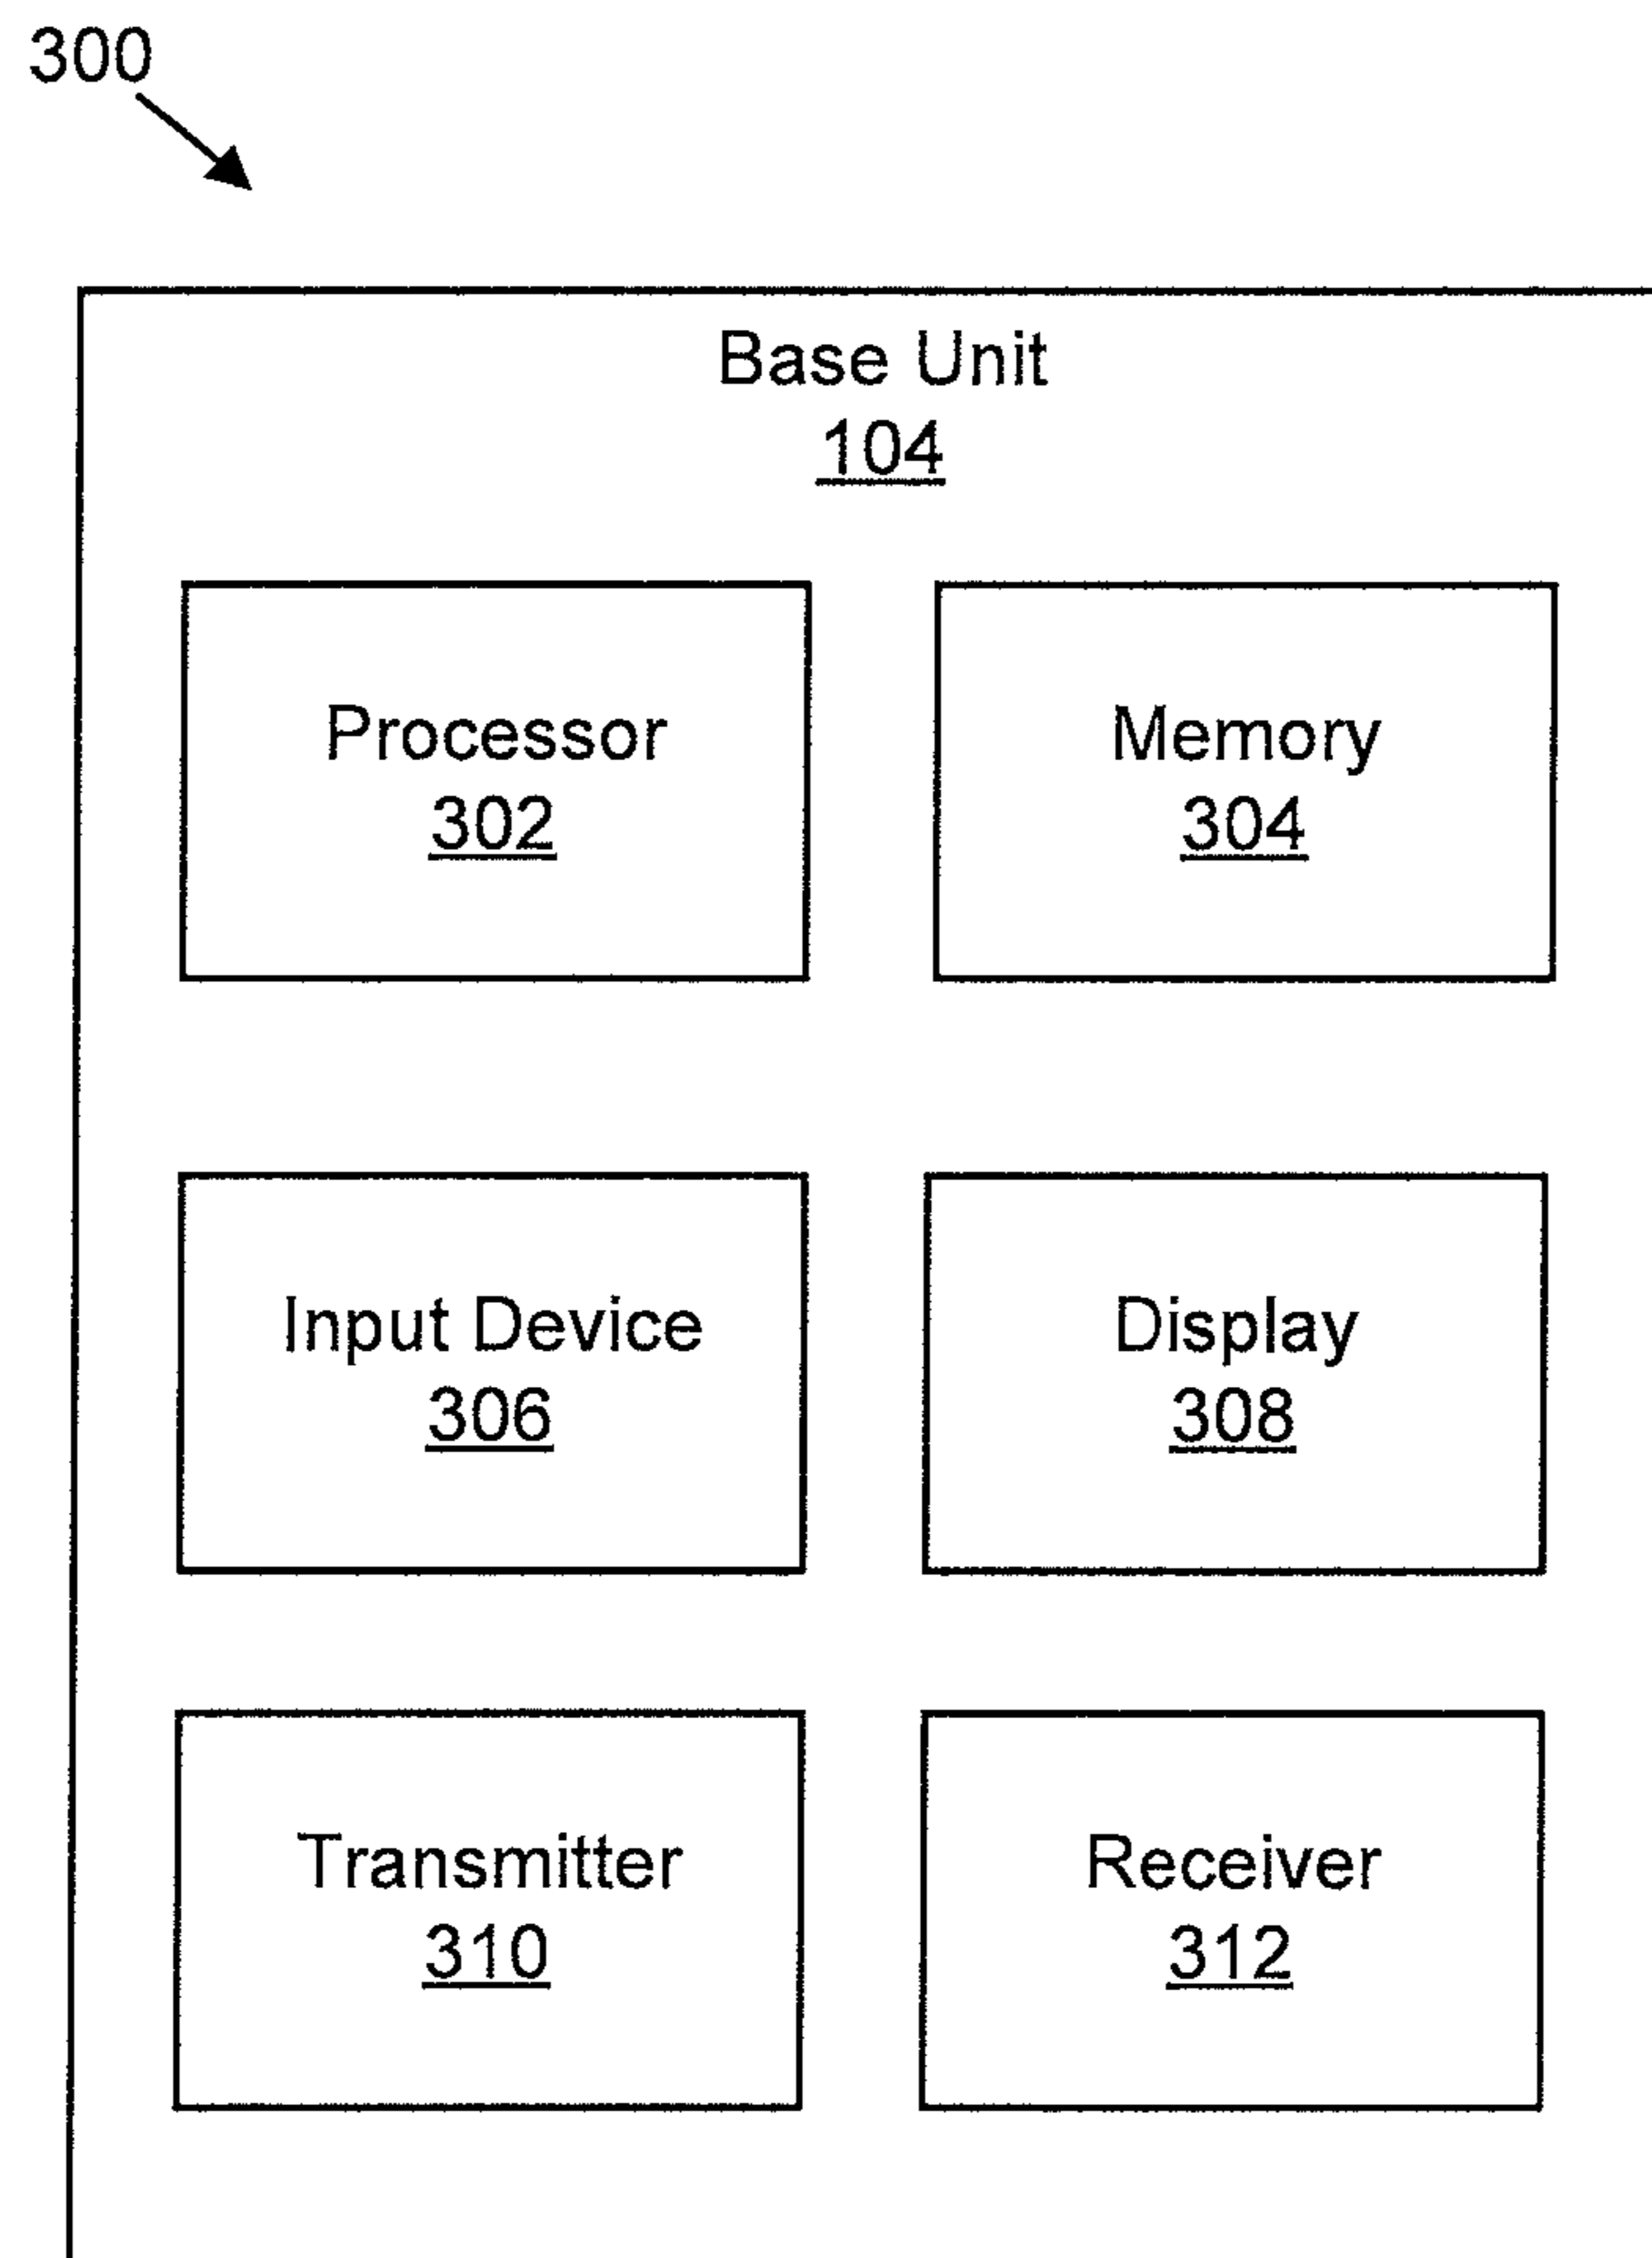 300
Base Unit
104
Processor
302
Memory
304
Input Device
306
Display
308
Transmitter
310
Receiver
312